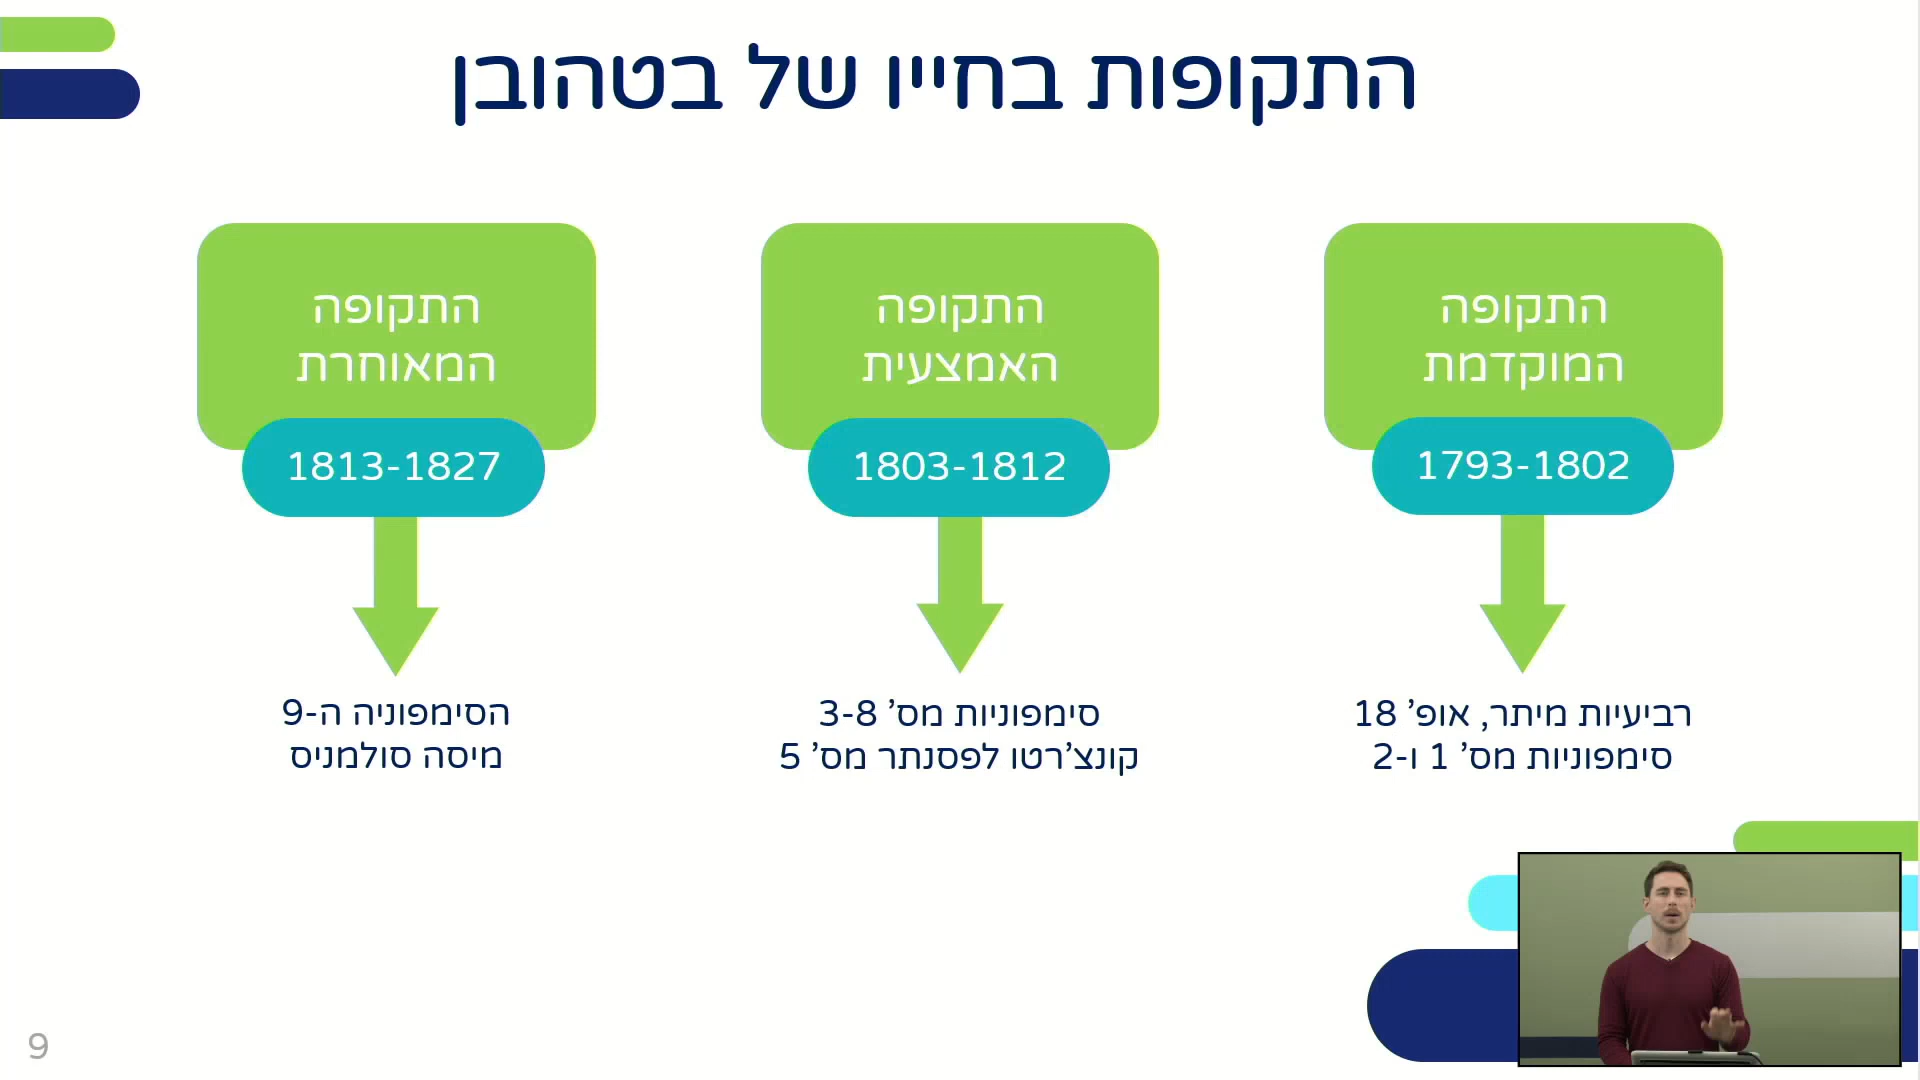 התקופות בחייו של בטהובן
התקופה
המוקדמת
1793-1802
רביעיות מיתר, אופ' 18
סימפוניות מס' 1 ו-2
התקופה
האמצעית
1803-1812
סימפוניות מס' 3-8
קונצ'רטו לפסנתר מס' 5
התקופה
המאוחרת
1813-1827
הסימפוניה ה-9
מיסה סולמניס
9